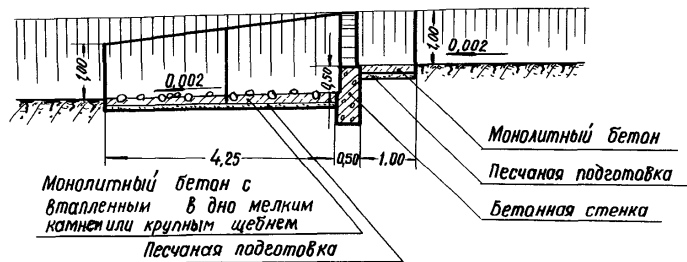 1,00
0,002
0,50
1,00
0,002
4,25
0,50
1.00
Монолитный бетон
Песчаная подготовка
Бетонная стенка
Монолитный бетон с
втапленным в дно мелким
камнем или крупным щебнем
Песчаная подготовка